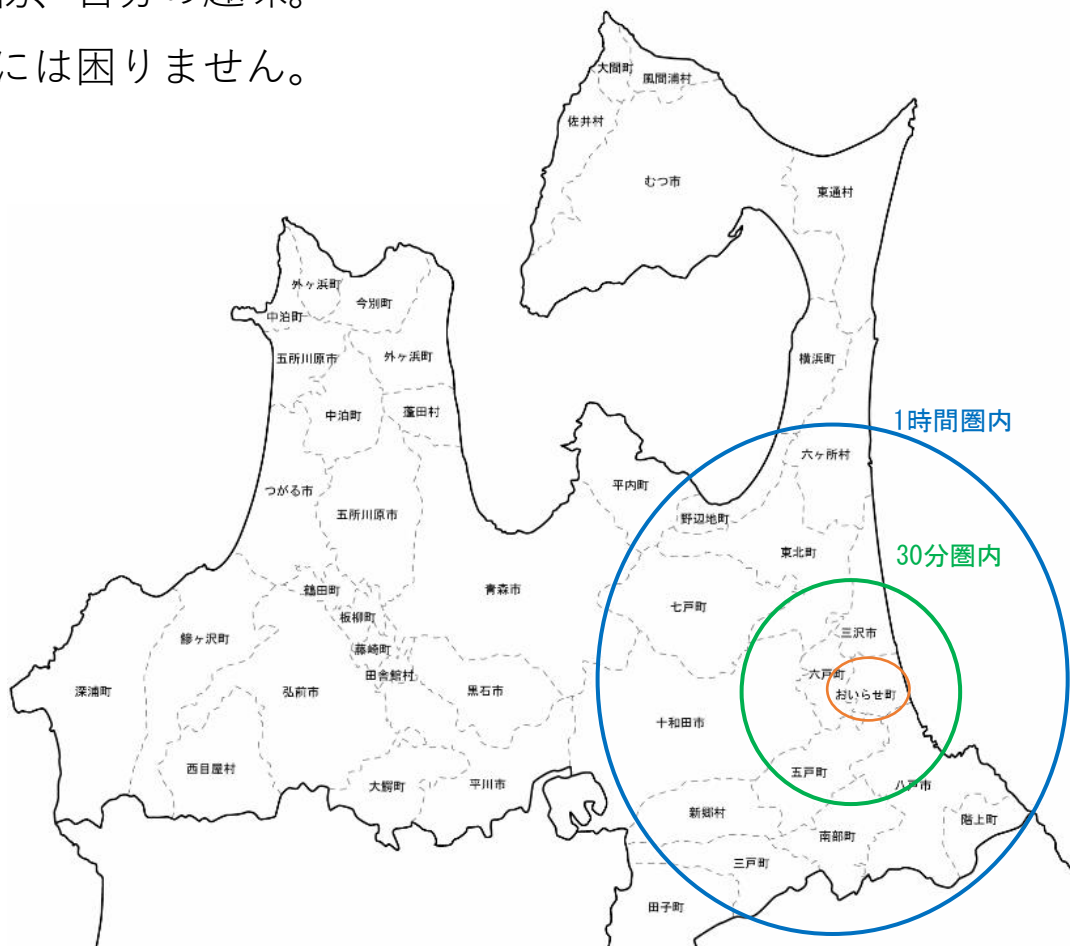 自分の趣味。
には困りません。
大間町
風間浦村
佐井村
むつ市
東通村
外ヶ浜町
今別町
中泊町
五所川原市
外ヶ浜町
横浜町
中泊町
蓬田村
1時間圏内
六ヶ所村
平内町
つがる市
野辺地町
五所川原市
東北町
30分圏内
青森市
鶴田町
七戸町
板柳町
三沢市
鰺ヶ沢町
藤崎町
田舎館村
六戸町
深浦町
弘前市
黒石市
おいらせ町
十和田市
西目屋村
五戸町
大鰐町
平川市
八戸市
新郷村
階上町
南部町
三戸町
田子町